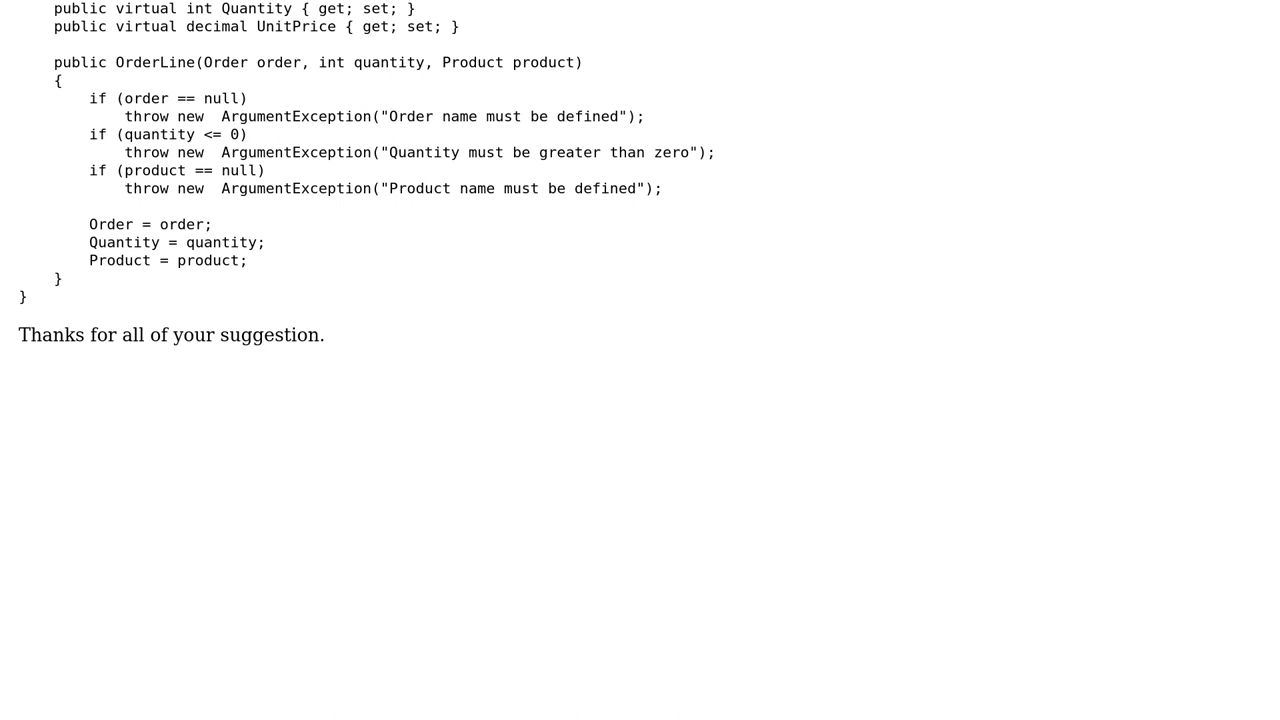 public virtual int Quantity { get; set; }
    public virtual decimal UnitPrice { get; set; }

    public OrderLine(Order order, int quantity, Product product)
    {
        if (order == null)
            throw new  ArgumentException("Order name must be defined");
        if (quantity <= 0)
            throw new  ArgumentException("Quantity must be greater than zero");
        if (product == null)
            throw new  ArgumentException("Product name must be defined");

        Order = order;
        Quantity = quantity;
        Product = product;
    }
}
Thanks for all of your suggestion.